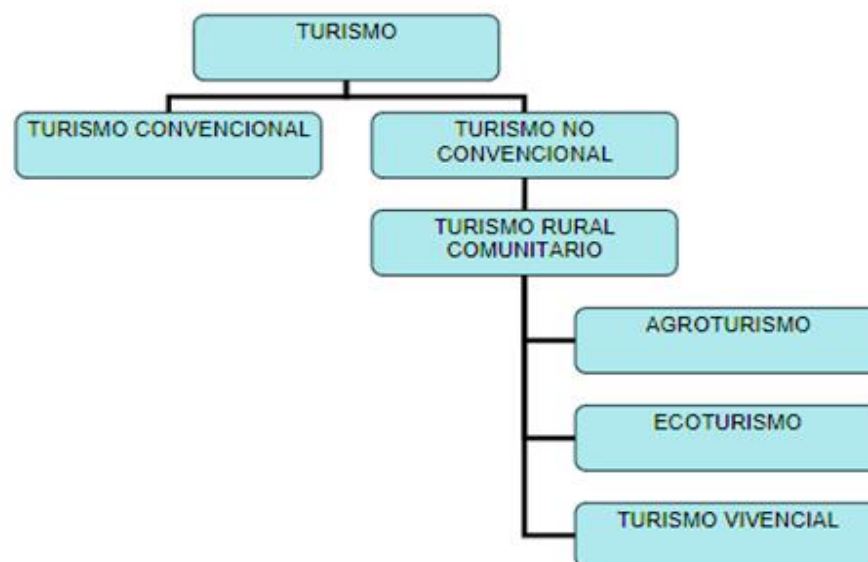 TURISMO
TURISMO CONVENCIONAL
TURISMO NO
CONVENCIONAL
TURISMO RURAL
COMUNITARIO
AGROTURISMO
ECOTURISMO
TURISMO VIVENCIAL